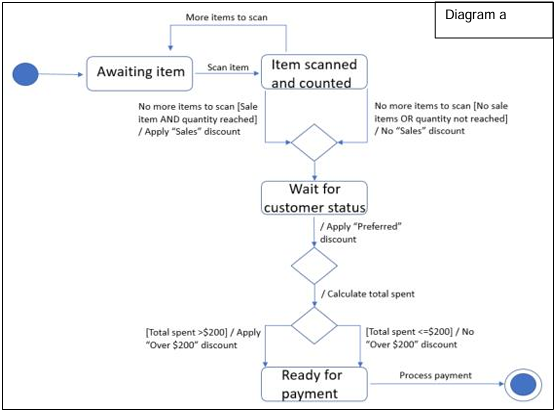 Diagram a
More items to scan
Awaiting item
Scan item
Item scanned
and counted
No more items to scan [Sale
item AND quantity reached]
/ Apply “Sales” discount
No more items to scan [No sale
items OR quantity not reached]
/ No “Sales” discount
Wait for
customer status
/ Apply “Preferred”
discount
/ Calculate total spent
[Total spent >$200] / Apply
“Over $200” discount
[Total spent <=$200] / No
“Over $200” discount
Ready for
payment
Process payment